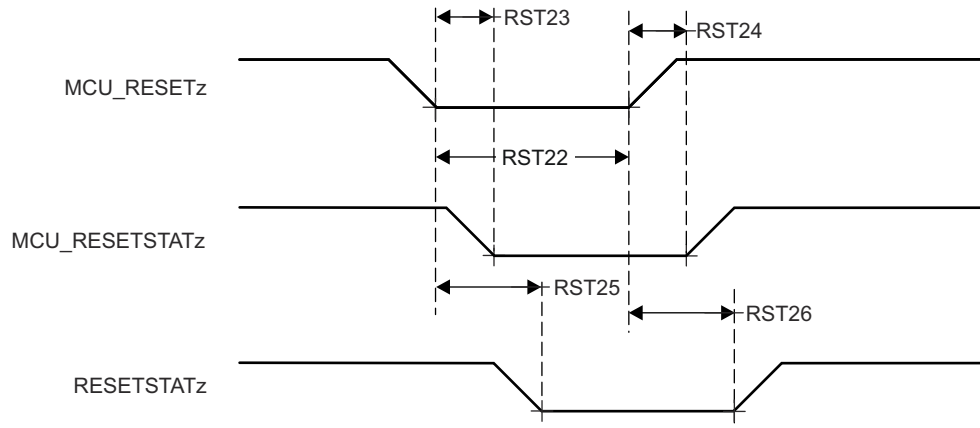 RST23
RST24
MCU_RESETz
RST22
MCU_RESETSTATz
RST25
RST26
RESETSTATz